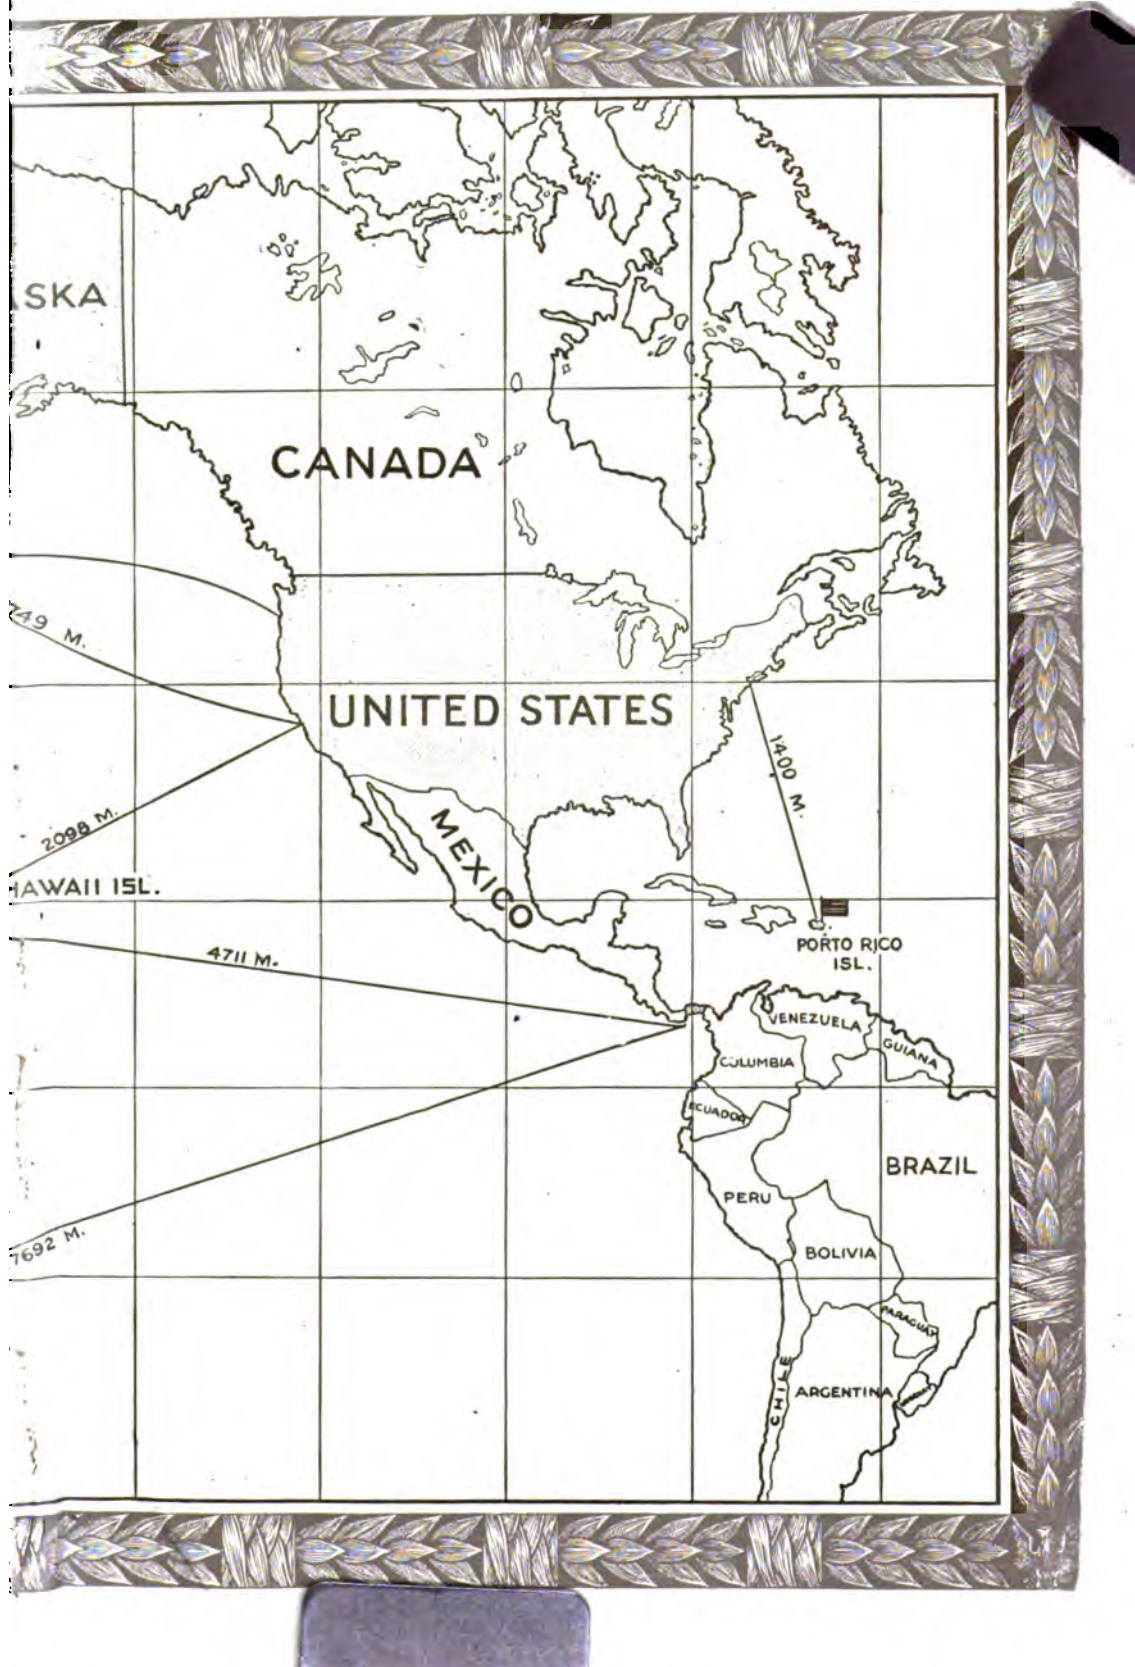 ASKA
CANADA
749 M.
UNITED STATES
1400 M.
2098 M.
MEXICO
HAWAII ISL.
PORTO RICO
ISL.
4711 M.
VENEZUELA
GUIANA
COLUMBIA
ECUADOR
BRAZIL
PERU
7692 M.
BOLIVIA
PARAGUAY
CHILE
ARGENTINA